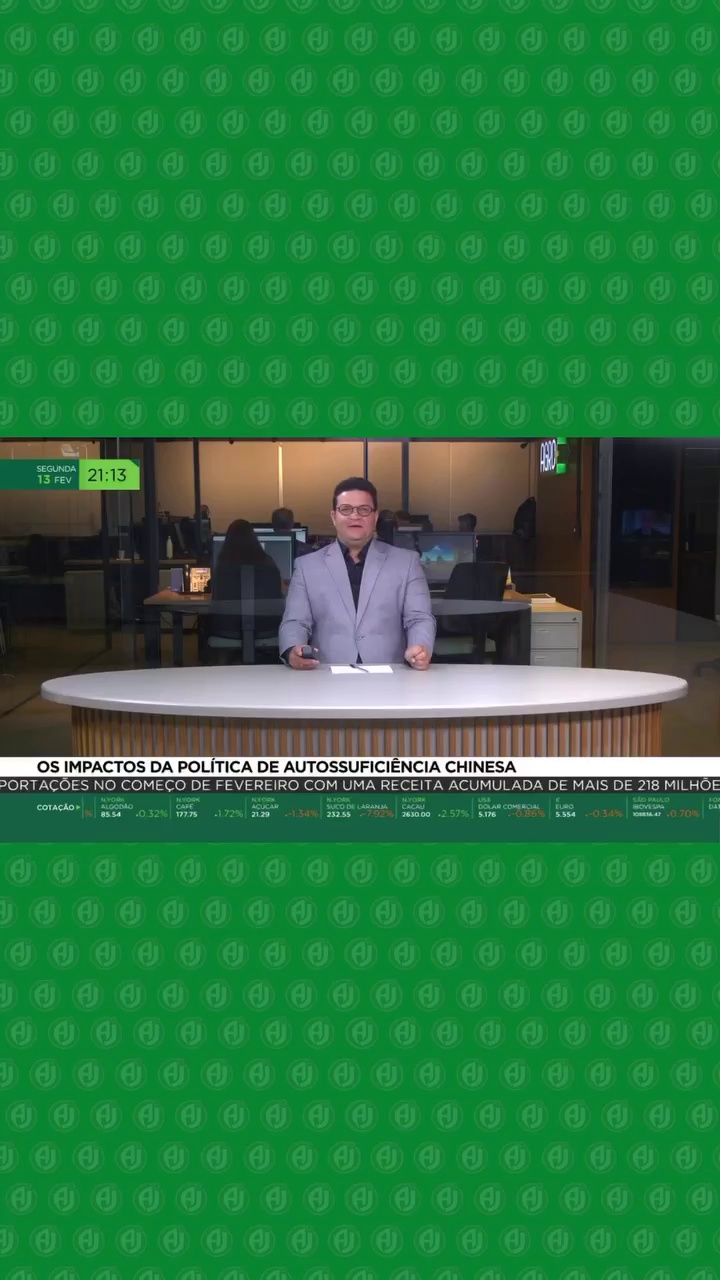 AGRO
SEGUNDA
13 FEV
21:13
OS IMPACTOS DA POLÍTICA DE AUTOSSUFICIÊNCIA CHINESA
PORTAÇÕES NO COMEÇO DE FEVEREIRO COM UMA RECEITA ACUMULADA DE MAIS DE 218 MILHÕE
COTAÇÃO
%
N.YORK
ALGODÃO
85.54 0.32%
N.YORK
CAFÉ
177.75 1.72%
N.YORK
AÇÚCAR
21.29 -1.34%
N.YORK
SUCO DE LARANJA
232.55 -7.92%
N.YORK
CACAU
2630.00 2.57%
US$
DÓLAR COMERCIAL
5.176 -0.86%
€
EURO
5.554 -0.34%
SÃO PAULO
IBOVESPA
108836.47 0.70%